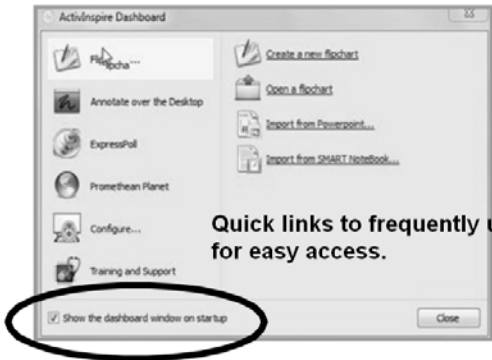 ActivInspire Dashboard
Create a new flipchart
Annotate over the Desktop
Open a flipchart
ExpressPoll
Import from Powerpoint...
Promethean Planet
Import from SMART NoteBook...
Configure...
Training and Support
Quick links to frequently
for easy access.
Show the dashboard window on startup
Close